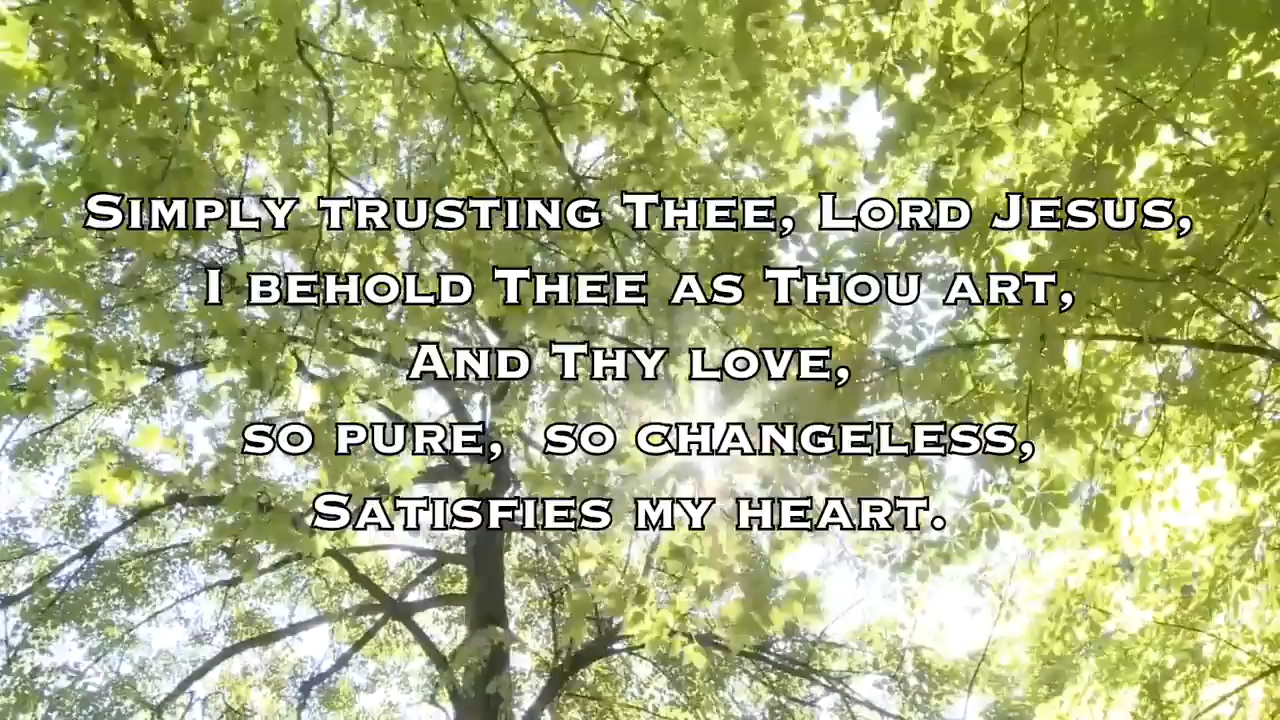 Simply trusting Thee, Lord Jesus,
I behold Thee as Thou art,
And Thy love,
so pure, so changeless,
Satisfies my heart.